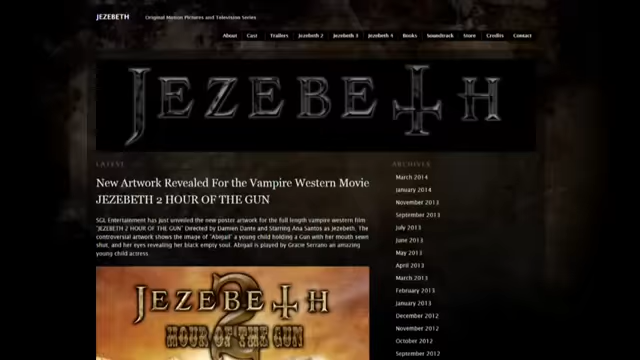 JEZEBETH Original Motion Pictures and Television Series
About Cast Trailers Jezebeth 2 Jezebeth 3 Jezebeth 4 Books Soundtrack Store Credits Contact
JEZEBETH
LATEST
New Artwork Revealed For the Vampire Western Movie
JEZEBETH 2 HOUR OF THE GUN
SGL Entertainment has just unveiled the new poster artwork for the full length vampire western film
"JEZEBETH 2 HOUR OF THE GUN" Directed by Damien Dante and Starring Ana Santos as Jezebeth. The
controversial artwork shows the image of "Abigail" a young child holding a Gun with her mouth sewn
shut, and her eyes revealing her black empty soul. Abigail is played by Gracie Serrano an amazing
young child actress.
JEZEBETH
2
HOUR OF THE GUN
ARCHIVES
March 2014
January 2014
November 2013
September 2013
July 2013
June 2013
May 2013
April 2013
March 2013
February 2013
January 2013
December 2012
November 2012
October 2012
September 2012